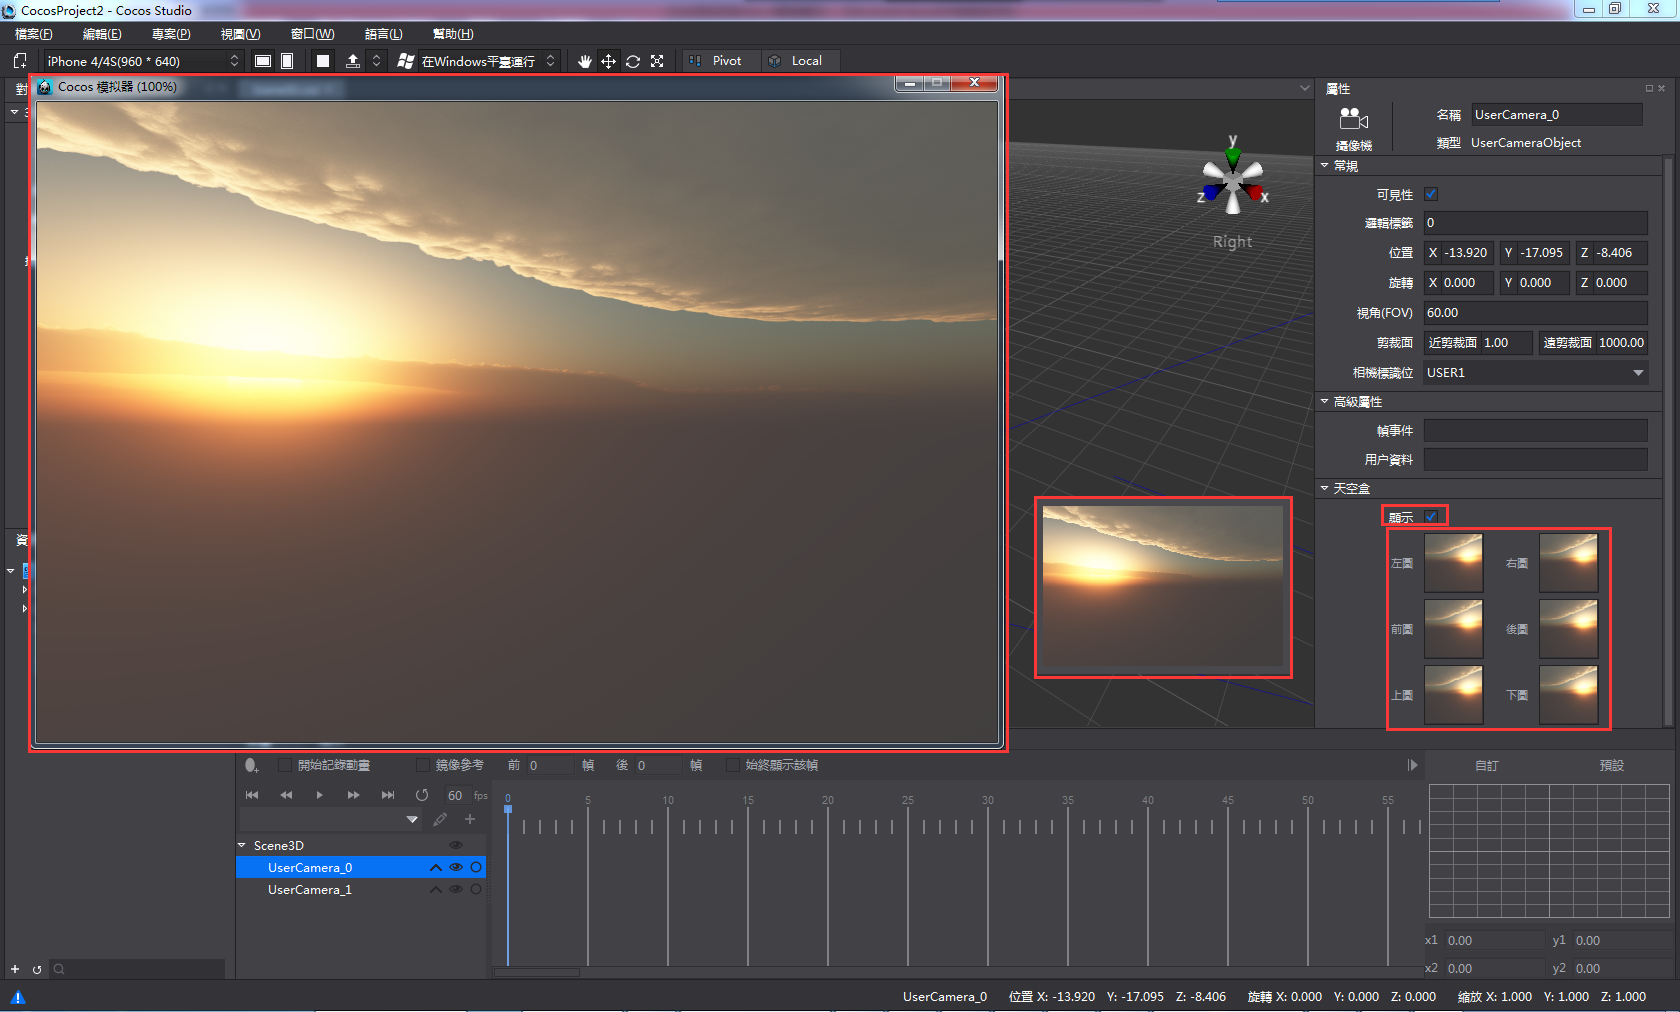 CocosProject2 - Cocos Studio
檔案(F) 編輯(E) 專案(P) 視圖(V) 窗口(W) 語言(L) 幫助(H)
iPhone 4/4S(960 * 640) 在Windows平臺運行 Pivot Local
Cocos 模拟器 (100%)
屬性
攝像機
名稱 UserCamera_0
類型 UserCameraObject
常規
可見性
邏輯標籤 0
位置 X -13.920 Y -17.095 Z -8.406
旋轉 X 0.000 Y 0.000 Z 0.000
視角(FOV) 60.00
剪裁面 近剪裁面 1.00 遠剪裁面 1000.00
相機標識位 USER1
高級屬性
幀事件
用户資料
天空盒
顯示
左圖 右圖
前圖 後圖
上圖 下圖
y
z x
Right
開始記錄動畫 鏡像參考 前 0 幀 後 0 幀 始終顯示該幀
60 fps
0 5 10 15 20 25 30 35 40 45 50 55
Scene3D
UserCamera_0
UserCamera_1
自訂 預設
x1 0.00 y1 0.00
x2 0.00 y2 0.00
UserCamera_0 位置 X: -13.920 Y: -17.095 Z: -8.406 旋轉 X: 0.000 Y: 0.000 Z: 0.000 縮放 X: 1.000 Y: 1.000 Z: 1.000